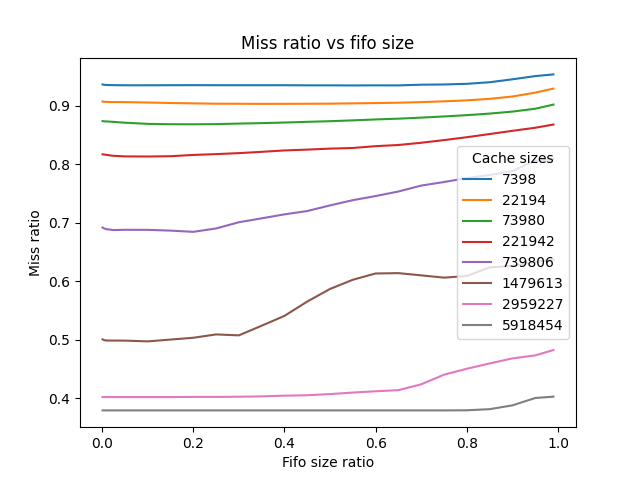 Miss ratio vs fifo size
Miss ratio
0.9
0.8
0.7
0.6
0.5
0.4
Cache sizes
7398
22194
73980
221942
739806
1479613
2959227
5918454
0.0 0.2 0.4 0.6 0.8 1.0
Fifo size ratio